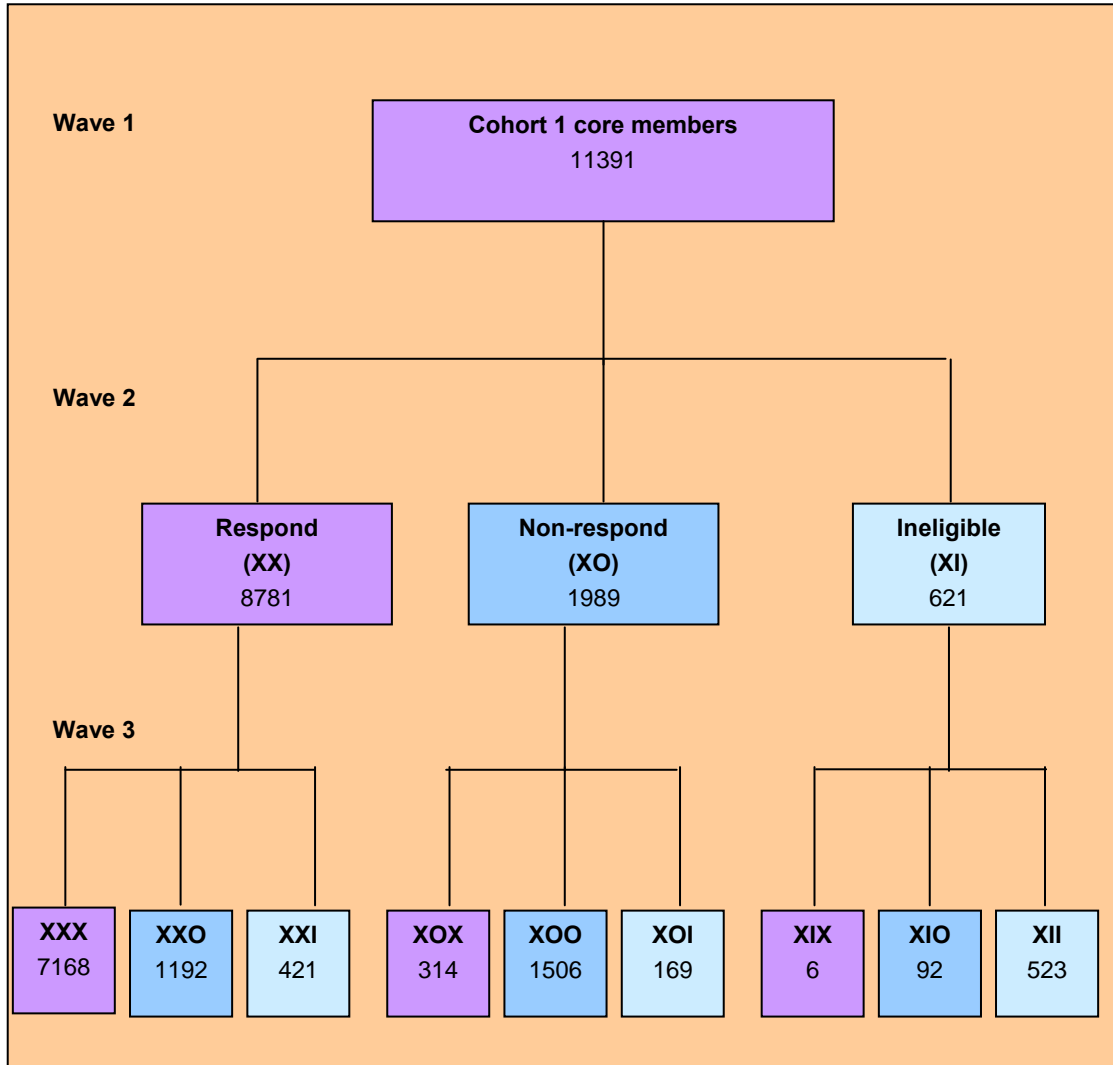 Wave 1
Cohort 1 core members
11391
Wave 2
Respond
(XX)
8781
Non-respond
(XO)
1989
Ineligible
(XI)
621
Wave 3
XXX
7168
XXO
1192
XXI
421
XOX
314
XOO
1506
XOI
169
XIX
6
XIO
92
XII
523